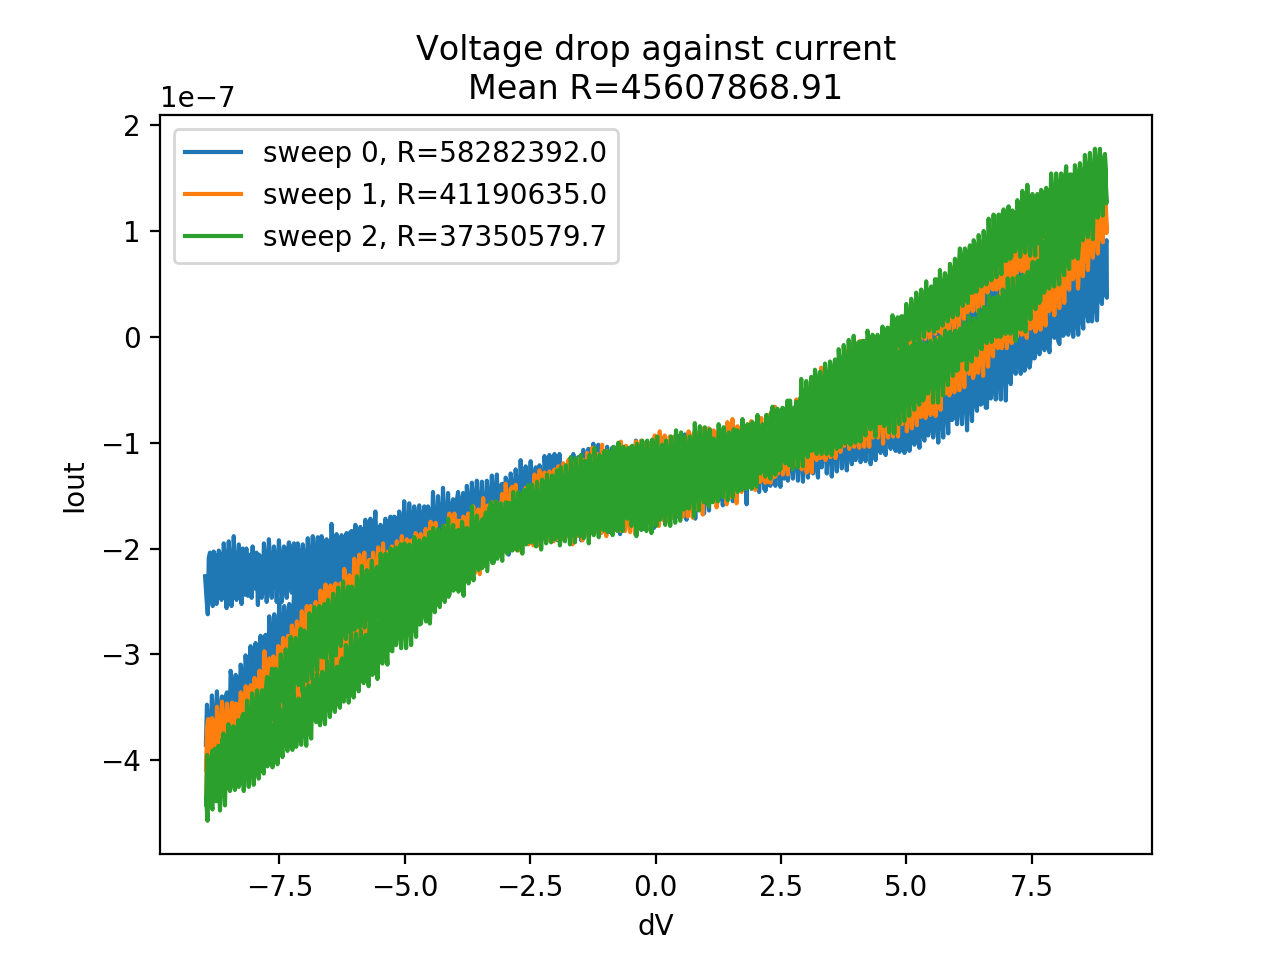 Voltage drop against current
Mean R=45607868.91
1e−7
2
1
0
−1
−2
−3
−4
Iout
sweep 0, R=58282392.0
sweep 1, R=41190635.0
sweep 2, R=37350579.7
−7.5 −5.0 −2.5 0.0 2.5 5.0 7.5
dV